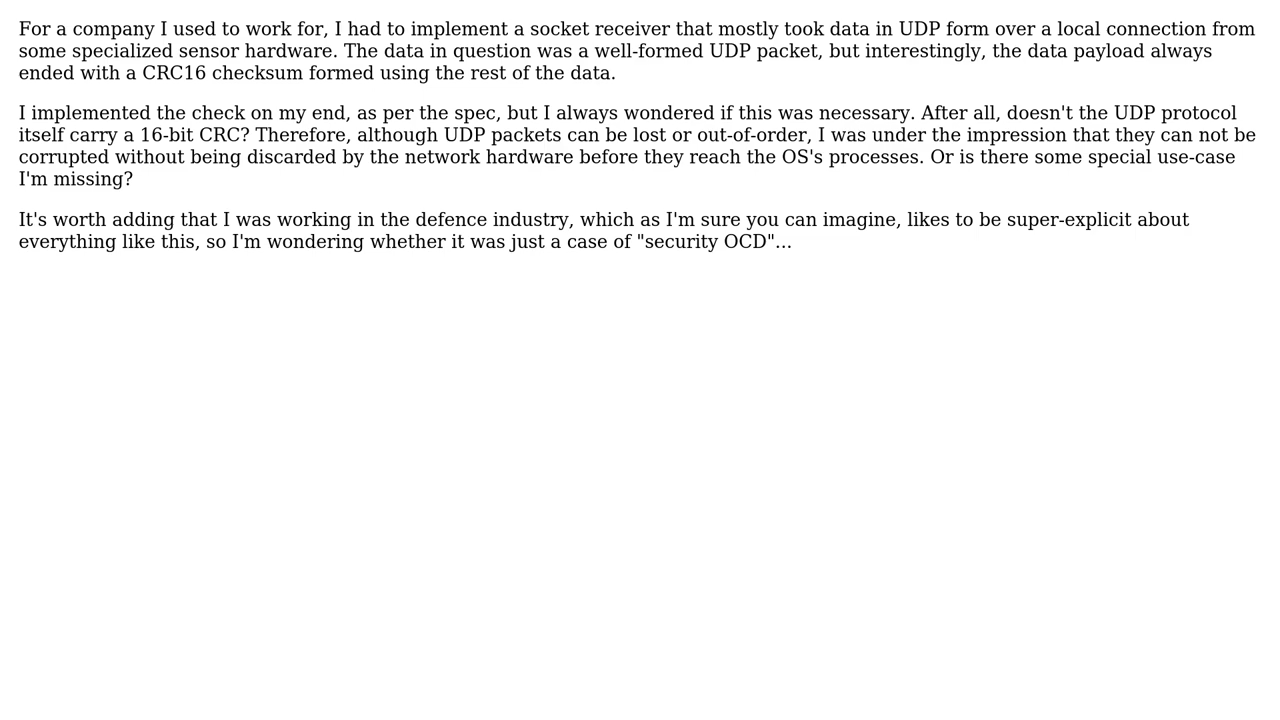 For a company I used to work for, I had to implement a socket receiver that mostly took data in UDP form over a local connection from
some specialized sensor hardware. The data in question was a well-formed UDP packet, but interestingly, the data payload always
ended with a CRC16 checksum formed using the rest of the data.
I implemented the check on my end, as per the spec, but I always wondered if this was necessary. After all, doesn't the UDP protocol
itself carry a 16-bit CRC? Therefore, although UDP packets can be lost or out-of-order, I was under the impression that they can not be
corrupted without being discarded by the network hardware before they reach the OS's processes. Or is there some special use-case
I'm missing?
It's worth adding that I was working in the defence industry, which as I'm sure you can imagine, likes to be super-explicit about
everything like this, so I'm wondering whether it was just a case of "security OCD"...